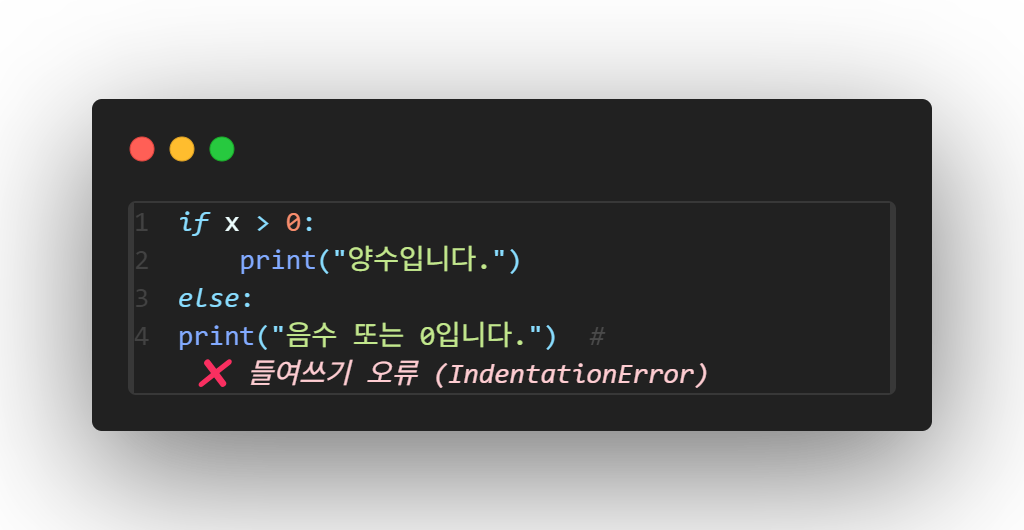 1 if x > 0:
2     print("양수입니다.")
3 else:
4 print("음수 또는 0입니다.")  #
❌ 들여쓰기 오류 (IndentationError)